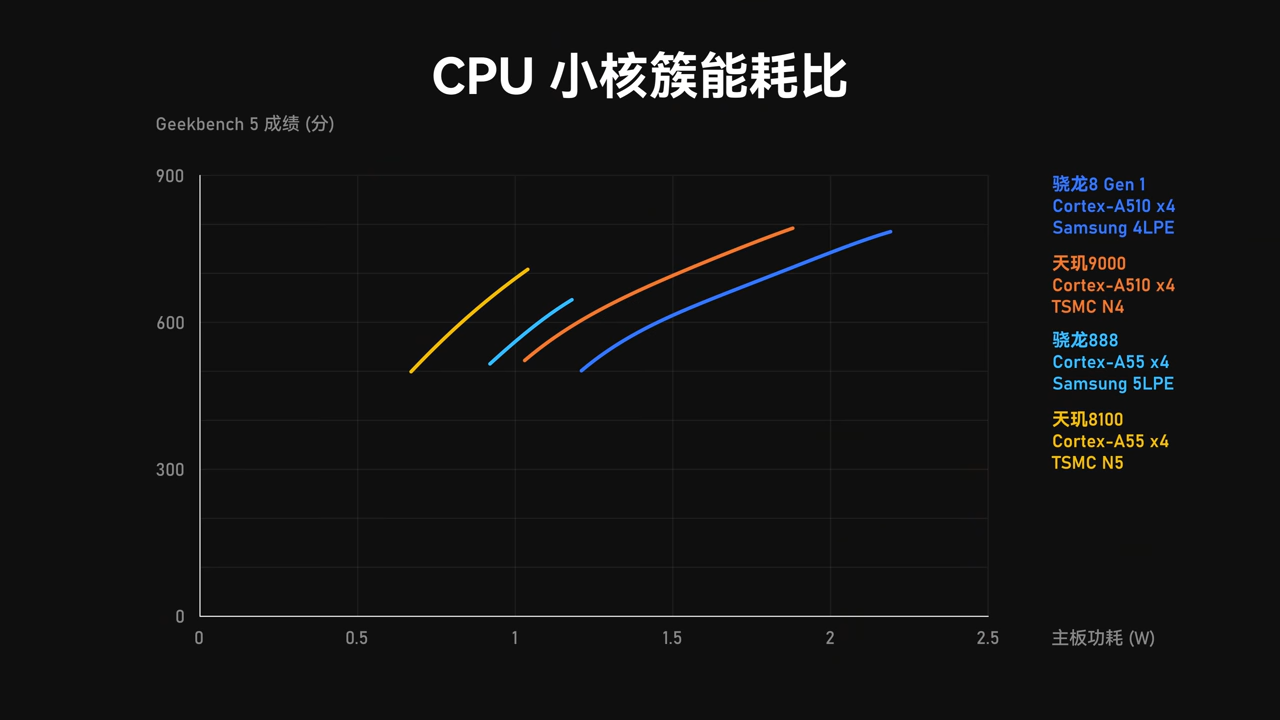 CPU 小核簇能耗比
Geekbench 5 成绩 (分)
900
600
300
0
0
0.5
1
1.5
2
2.5
主板功耗 (W)
骁龙8 Gen 1
Cortex-A510 x4
Samsung 4LPE
天玑9000
Cortex-A510 x4
TSMC N4
骁龙888
Cortex-A55 x4
Samsung 5LPE
天玑8100
Cortex-A55 x4
TSMC N5